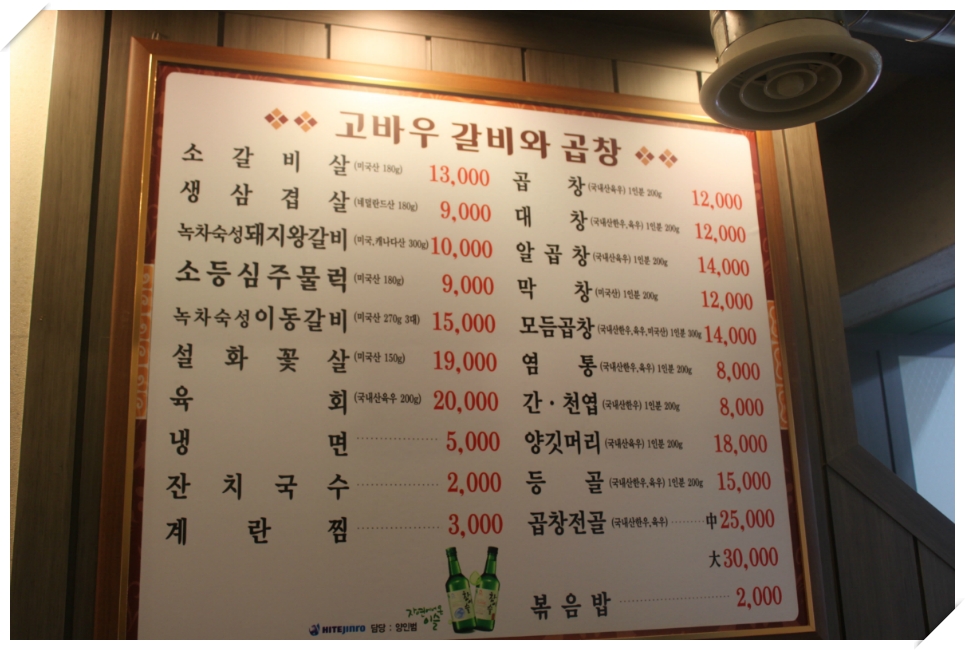 고바우 갈비와 곱창
소갈비살 (미국산 180g) 13,000
생삼겹살 (네덜란드산 180g) 9,000
녹차숙성돼지왕갈비 (미국,캐나다산 300g) 10,000
소등심주물럭 (미국산 180g) 9,000
녹차숙성이동갈비 (미국산 270g 3대) 15,000
설화꽃살 (미국산 150g) 19,000
육회 (국내산육우 200g) 20,000
냉면 5,000
잔치국수 2,000
계란찜 3,000
곱창 (국내산육우) 1인분 200g 12,000
대창 (국내산한우,육우) 1인분 200g 12,000
알곱창 (국내산육우) 1인분 200g 14,000
막창 (미국산) 1인분 200g 12,000
모듬곱창 (국내산한우,육우,미국산) 1인분 300g 14,000
염통 (국내산한우,육우) 1인분 200g 8,000
간·천엽 (국내산한우) 1인분 200g 8,000
양깃머리 (국내산육우) 1인분 200g 18,000
등골 (국내산한우,육우) 1인분 200g 15,000
곱창전골 (국내산한우,육우) 中 25,000
大 30,000
볶음밥 2,000
이슬
HITEJINRO 담당 : 양민범